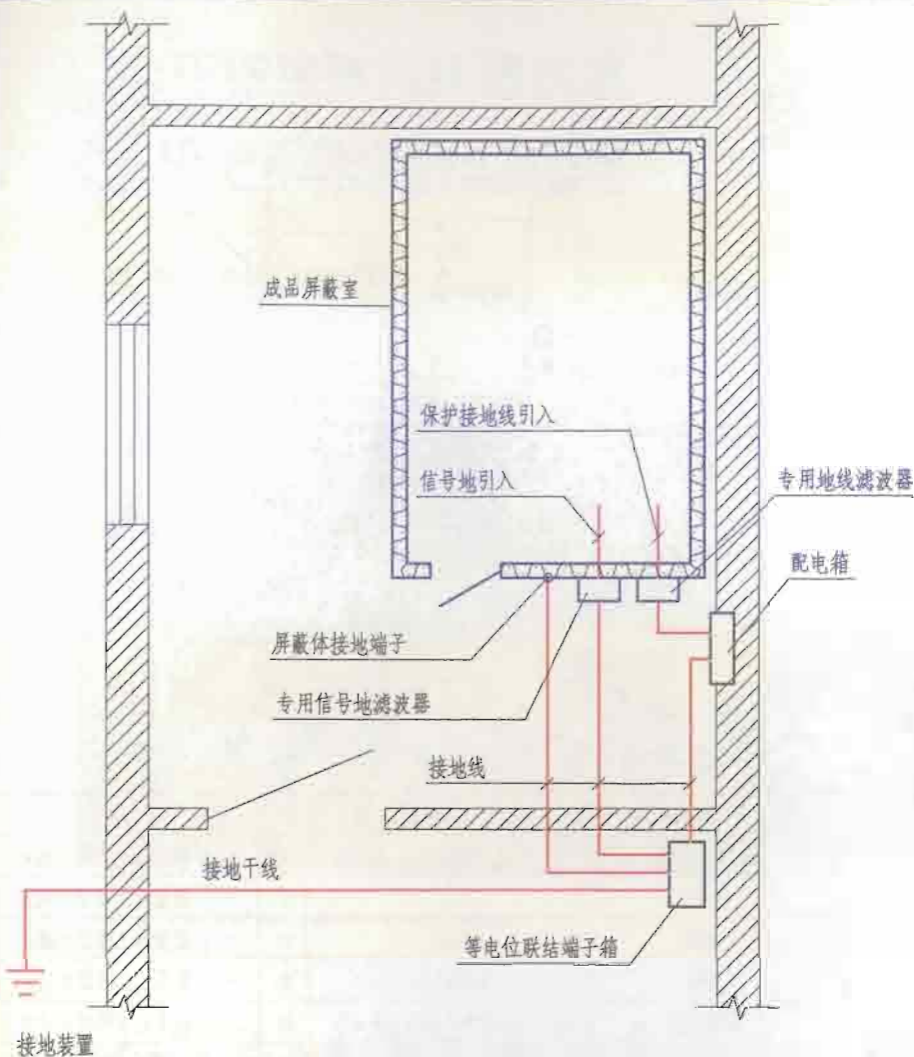 成品屏蔽室
保护接地线引入
信号地引入
专用地线滤波器
配电箱
屏蔽体接地端子
专用信号地滤波器
接地线
接地干线
等电位联结端子箱
接地装置